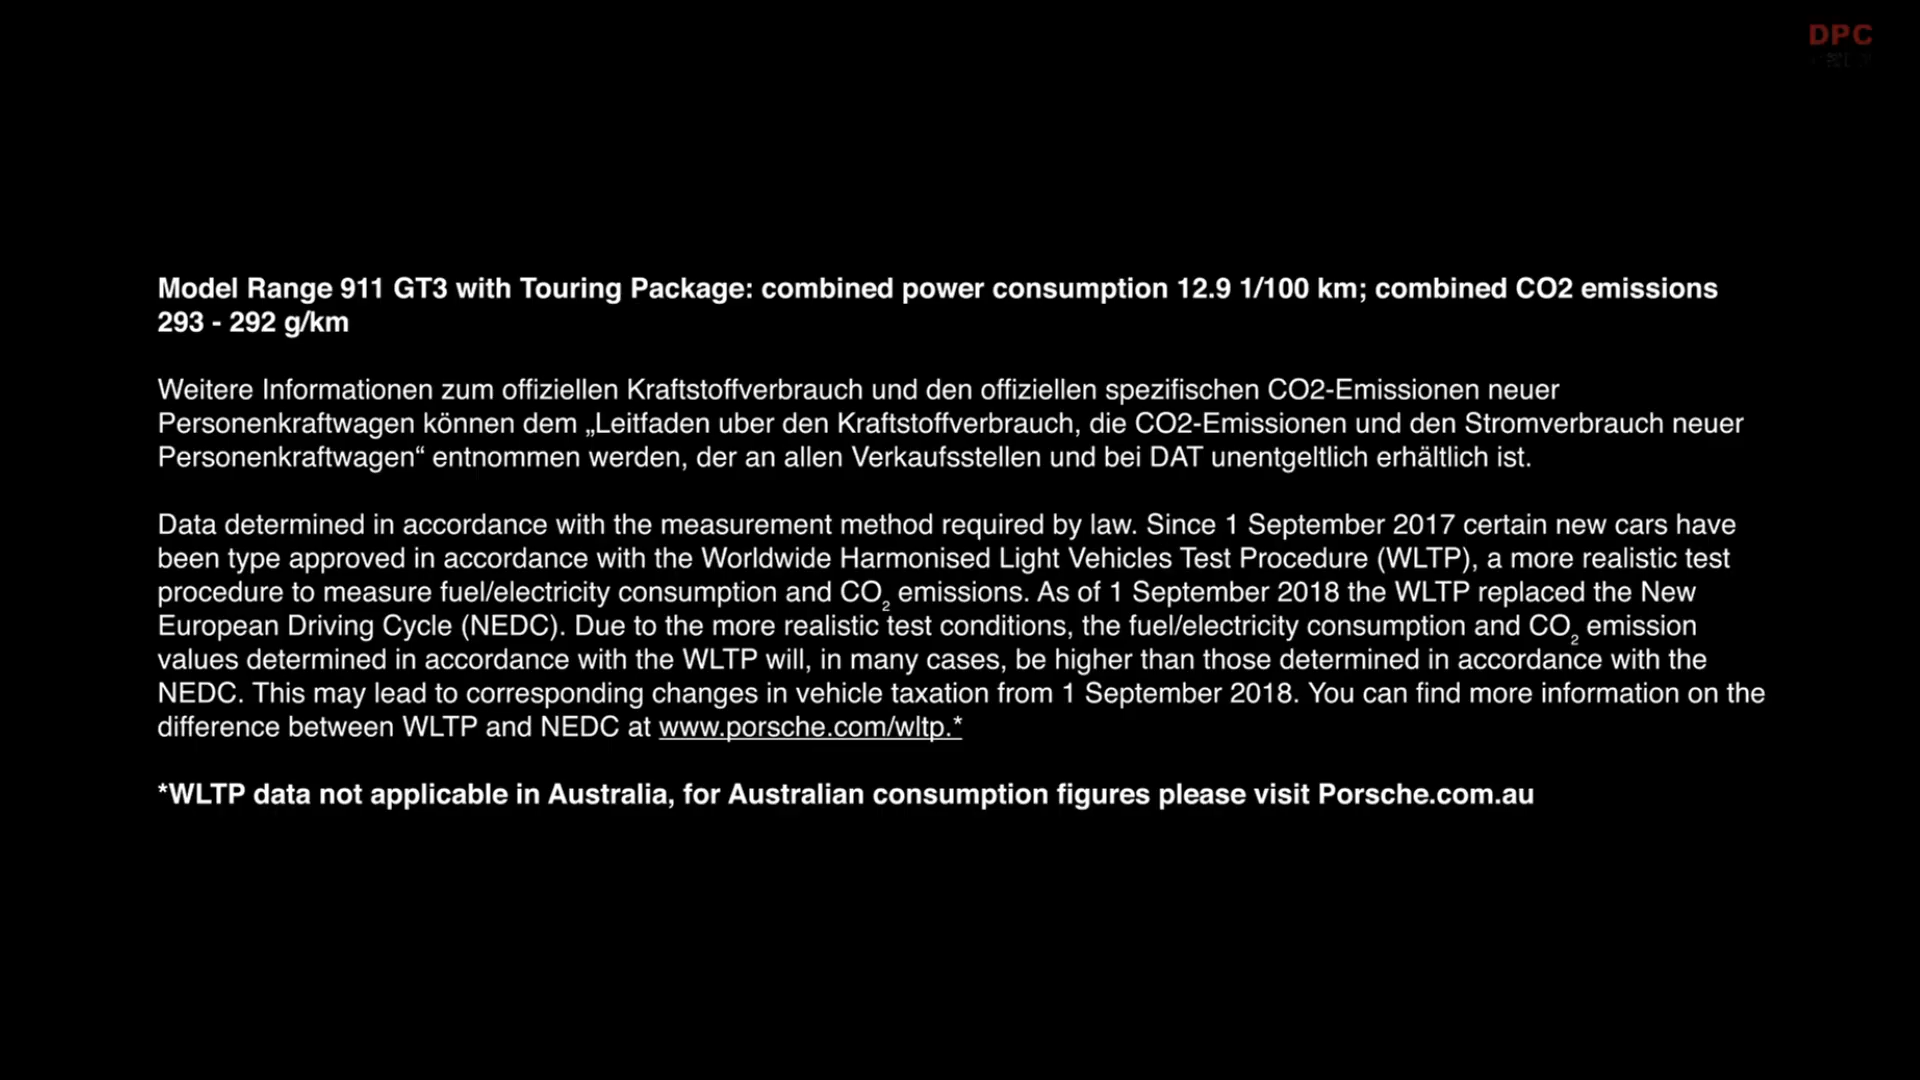 DPC
Model Range 911 GT3 with Touring Package: combined power consumption 12.9 1/100 km; combined CO2 emissions
293 - 292 g/km
Weitere Informationen zum offiziellen Kraftstoffverbrauch und den offiziellen spezifischen CO2-Emissionen neuer
Personenkraftwagen können dem „Leitfaden uber den Kraftstoffverbrauch, die CO2-Emissionen und den Stromverbrauch neuer
Personenkraftwagen“ entnommen werden, der an allen Verkaufsstellen und bei DAT unentgeltlich erhältlich ist.
Data determined in accordance with the measurement method required by law. Since 1 September 2017 certain new cars have
been type approved in accordance with the Worldwide Harmonised Light Vehicles Test Procedure (WLTP), a more realistic test
procedure to measure fuel/electricity consumption and CO₂ emissions. As of 1 September 2018 the WLTP replaced the New
European Driving Cycle (NEDC). Due to the more realistic test conditions, the fuel/electricity consumption and CO₂ emission
values determined in accordance with the WLTP will, in many cases, be higher than those determined in accordance with the
NEDC. This may lead to corresponding changes in vehicle taxation from 1 September 2018. You can find more information on the
difference between WLTP and NEDC at www.porsche.com/wltp.*
*WLTP data not applicable in Australia, for Australian consumption figures please visit Porsche.com.au